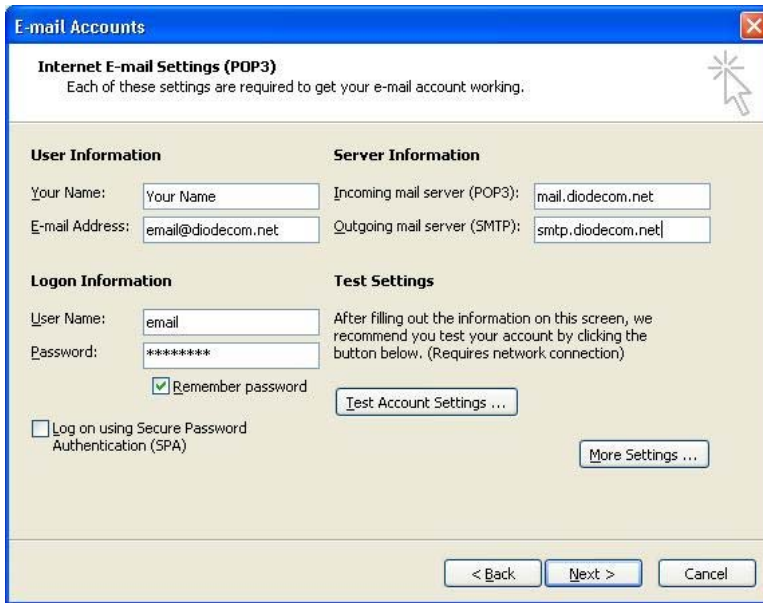 E-mail Accounts
Internet E-mail Settings (POP3)
Each of these settings are required to get your e-mail account working.
User Information
Your Name: Your Name
E-mail Address: email@diodecom.net
Server Information
Incoming mail server (POP3): mail.diodecom.net
Outgoing mail server (SMTP): smtp.diodecom.net
Logon Information
User Name: email
Password: ********
Remember password
Log on using Secure Password
Authentication (SPA)
Test Settings
After filling out the information on this screen, we
recommend you test your account by clicking the
button below. (Requires network connection)
Test Account Settings ...
More Settings ...
< Back
Next >
Cancel